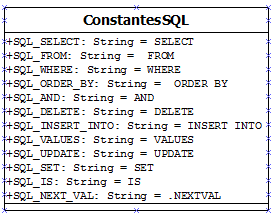 ConstantesSQL
+SQL_SELECT: String = SELECT
+SQL_FROM: String =  FROM
+SQL_WHERE: String = WHERE
+SQL_ORDER_BY: String =  ORDER BY
+SQL_AND: String = AND
+SQL_DELETE: String = DELETE
+SQL_INSERT_INTO: String = INSERT INTO
+SQL_VALUES: String = VALUES
+SQL_UPDATE: String = UPDATE
+SQL_SET: String = SET
+SQL_IS: String = IS
+SQL_NEXT_VAL: String = .NEXTVAL